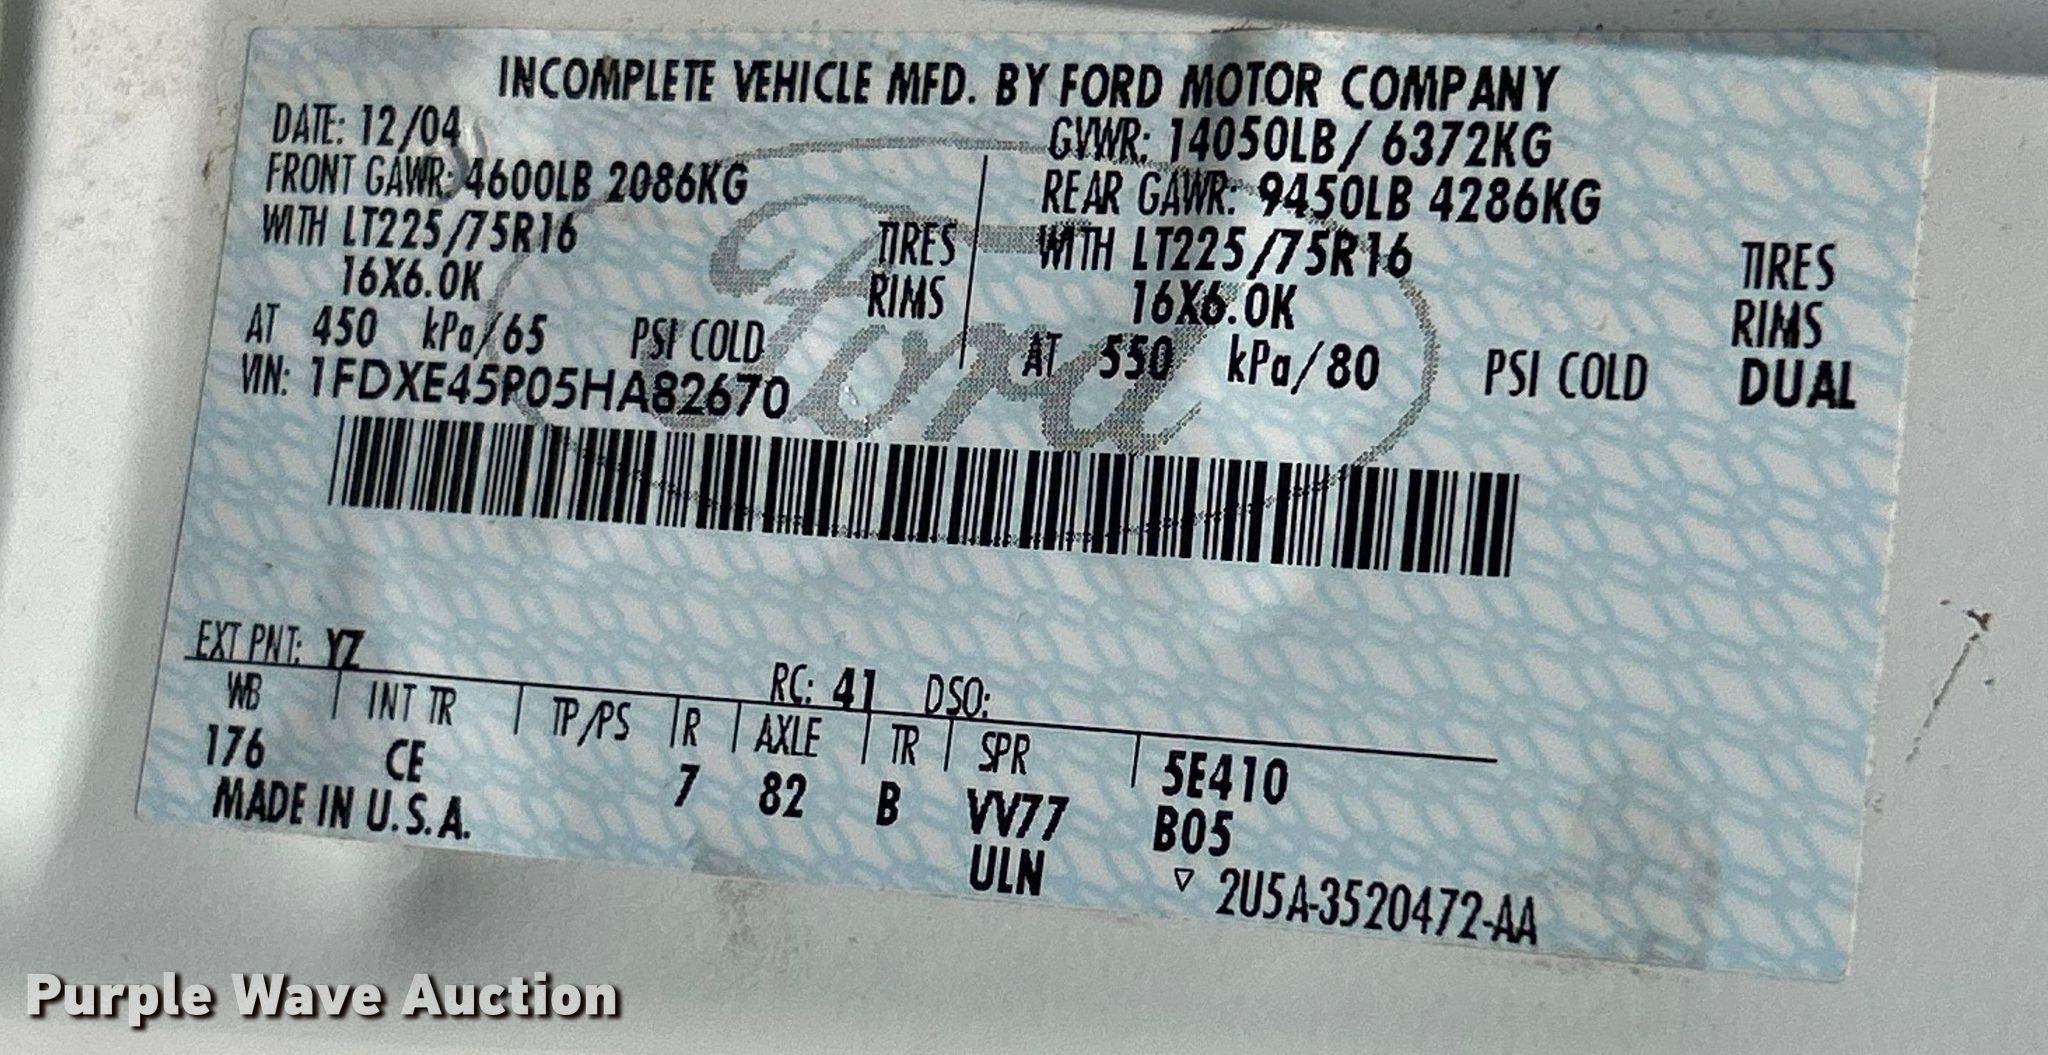 INCOMPLETE VEHICLE MFD. BY FORD MOTOR COMPANY
DATE: 12/04 GVWR: 14050LB / 6372KG
FRONT GAWR: 4600LB 2086KG REAR GAWR: 9450LB 4286KG
WITH LT225/75R16 TIRES WITH LT225/75R16 TIRES
16X6.0K RIMS 16X6.0K RIMS
AT 450 kPa/65 PSI COLD AT 550 kPa/80 PSI COLD DUAL
VIN: 1FDXE45P05HA82670
Ford
EXT PNT: YZ RC: 41 DSO:
WB INT TR TP/PS R AXLE TR SPR 5E410
176 CE 7 82 B VV77 B05
MADE IN U.S.A. ULN 2U5A-3520472-AA
Purple Wave Auction